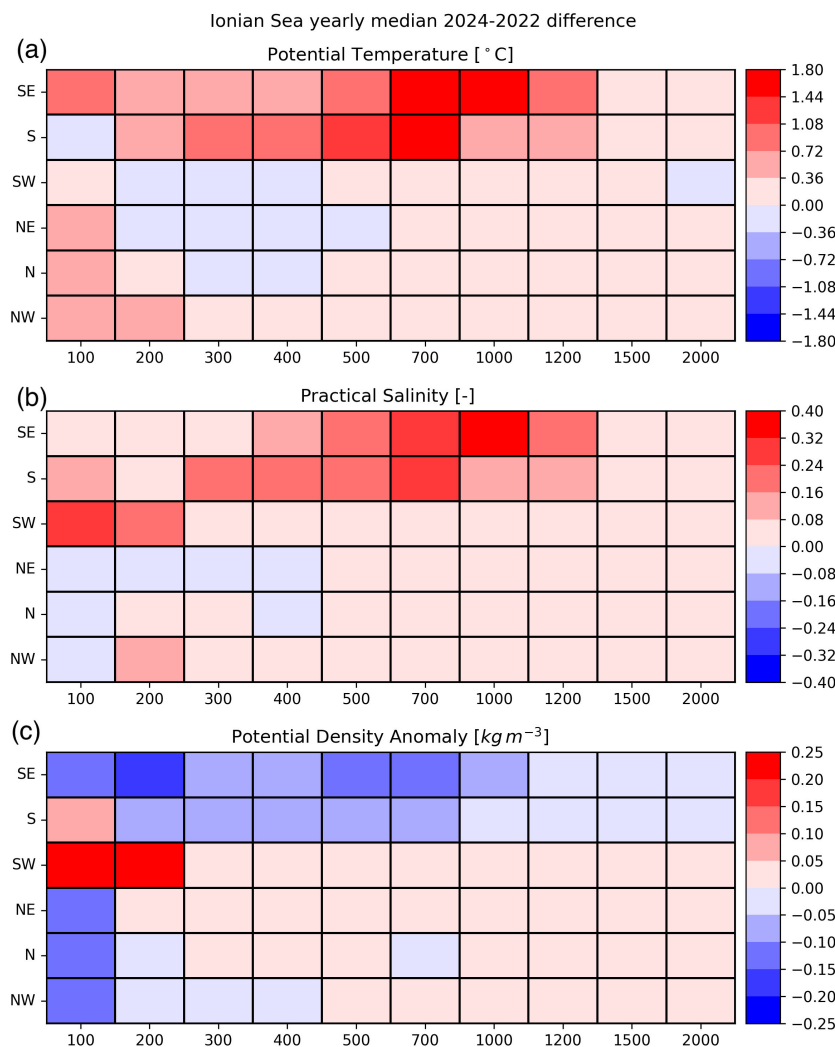 Ionian Sea yearly median 2024-2022 difference
(a)
Potential Temperature [°C]
SE
S
SW
NE
N
NW
100 200 300 400 500 700 1000 1200 1500 2000
1.80
1.44
1.08
0.72
0.36
0.00
−0.36
−0.72
−1.08
−1.44
−1.80
(b)
Practical Salinity [-]
SE
S
SW
NE
N
NW
100 200 300 400 500 700 1000 1200 1500 2000
0.40
0.32
0.24
0.16
0.08
0.00
−0.08
−0.16
−0.24
−0.32
−0.40
(c)
Potential Density Anomaly [kg m⁻³]
SE
S
SW
NE
N
NW
100 200 300 400 500 700 1000 1200 1500 2000
0.25
0.20
0.15
0.10
0.05
0.00
−0.05
−0.10
−0.15
−0.20
−0.25